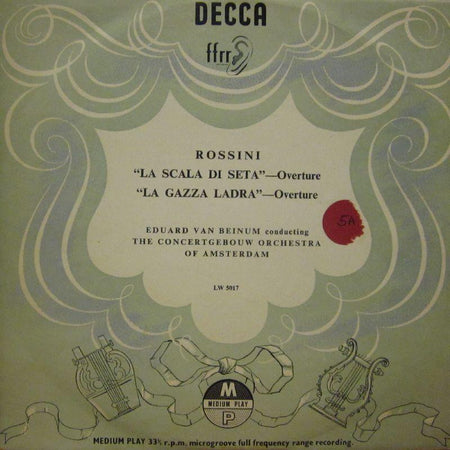 DECCA
ffrr
ROSSINI
“LA SCALA DI SETA”—Overture
“LA GAZZA LADRA”—Overture
5A
EDUARD VAN BEINUM conducting
THE CONCERTGEBOUW ORCHESTRA
OF AMSTERDAM
LW 5017
M
MEDIUM PLAY
P
MEDIUM PLAY 33⅓ r.p.m. microgroove full frequency range recording.